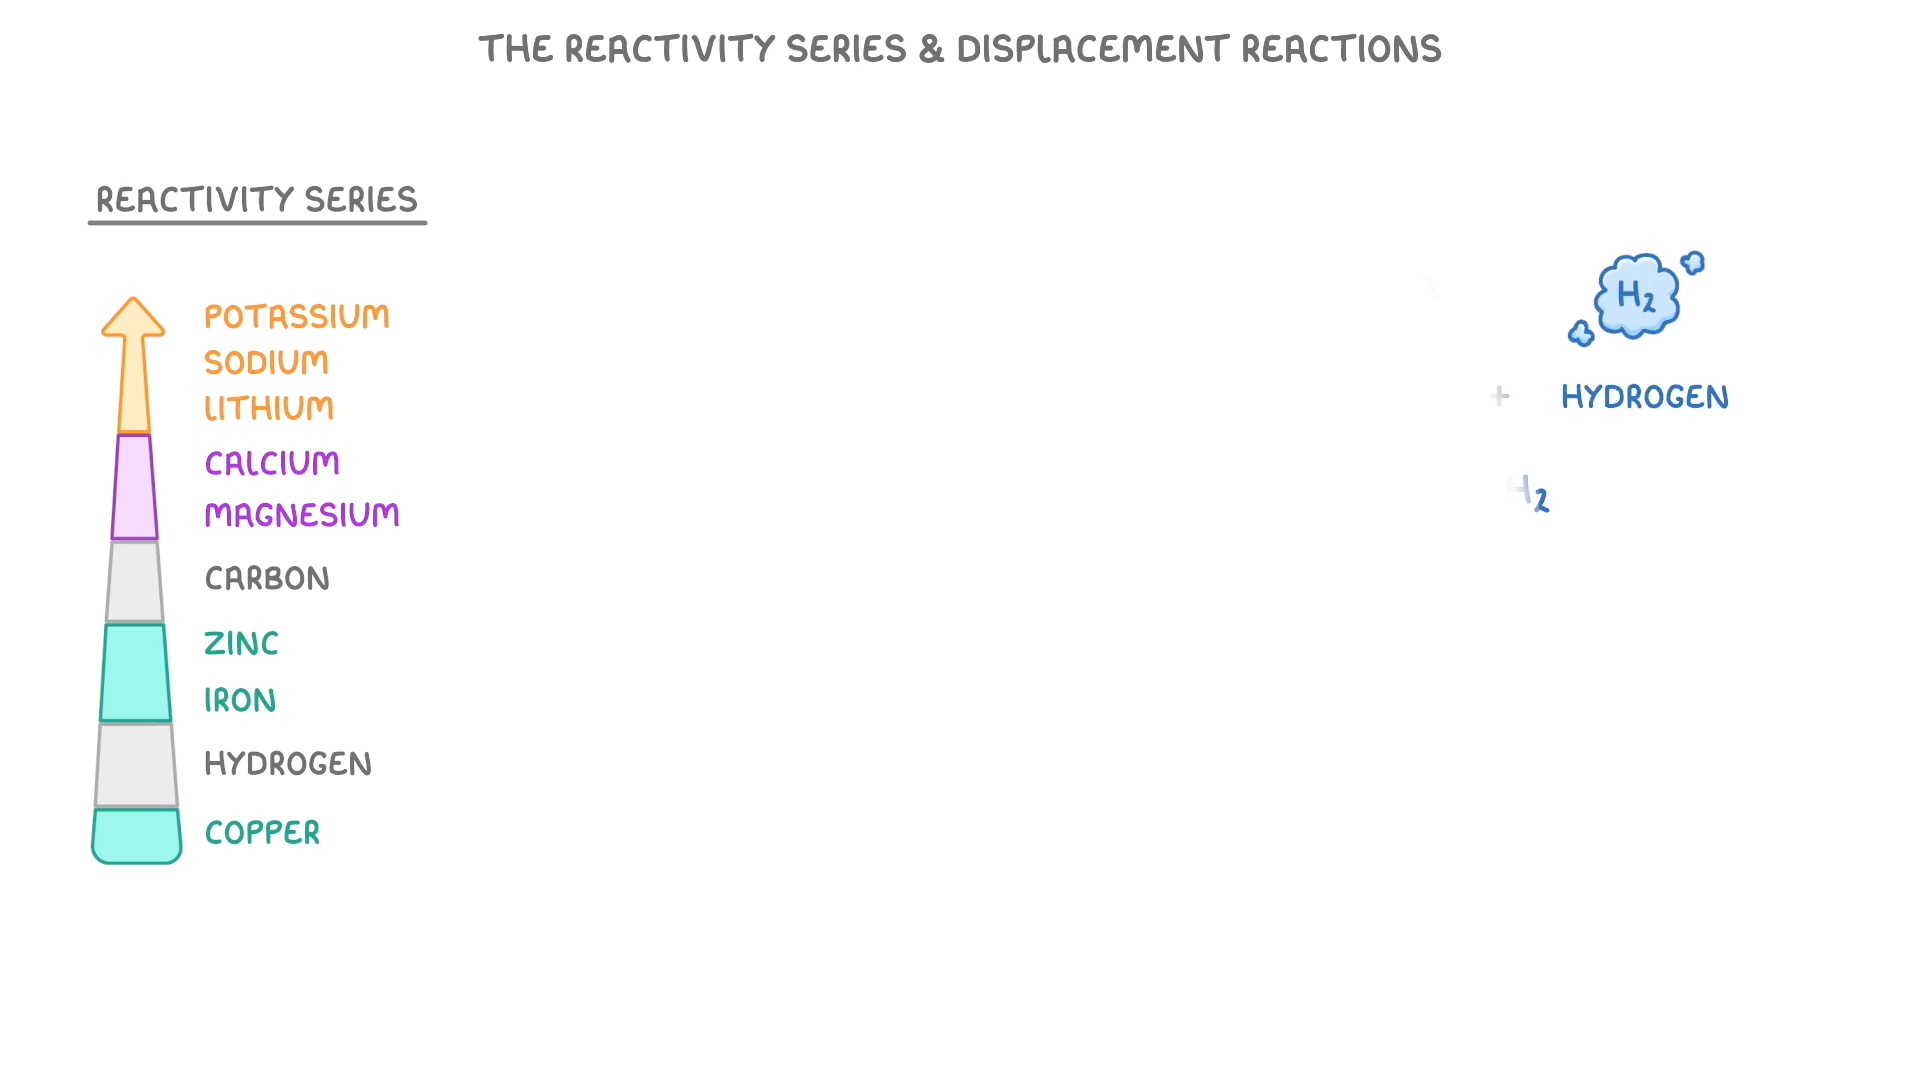 THE REACTIVITY SERIES & DISPLACEMENT REACTIONS
REACTIVITY SERIES
POTASSIUM
SODIUM
LITHIUM
CALCIUM
MAGNESIUM
CARBON
ZINC
IRON
HYDROGEN
COPPER
H₂
+ HYDROGEN
H₂